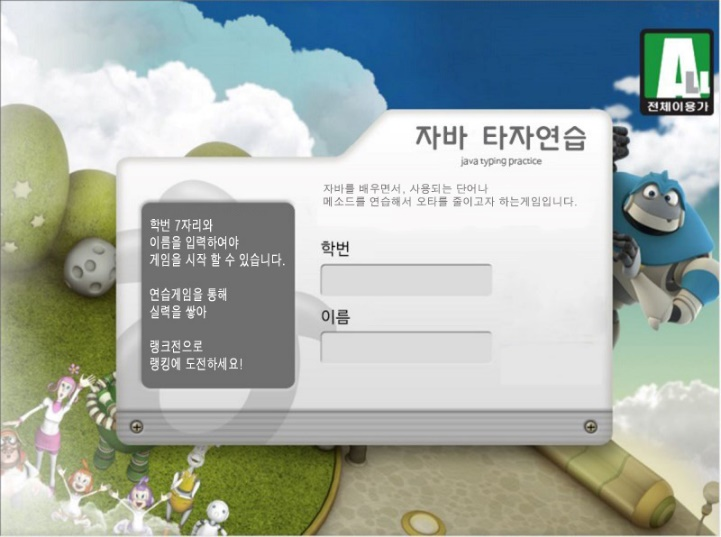 AL
전체이용가
자바 타자연습
java typing practice
자바를 배우면서, 사용되는 단어나
메소드를 연습해서 오타를 줄이고자 하는게임입니다.
학번 7자리와
이름을 입력하여야
게임을 시작 할 수 있습니다.
연습게임을 통해
실력을 쌓아
랭크전으로
랭킹에 도전하세요!
학번
이름